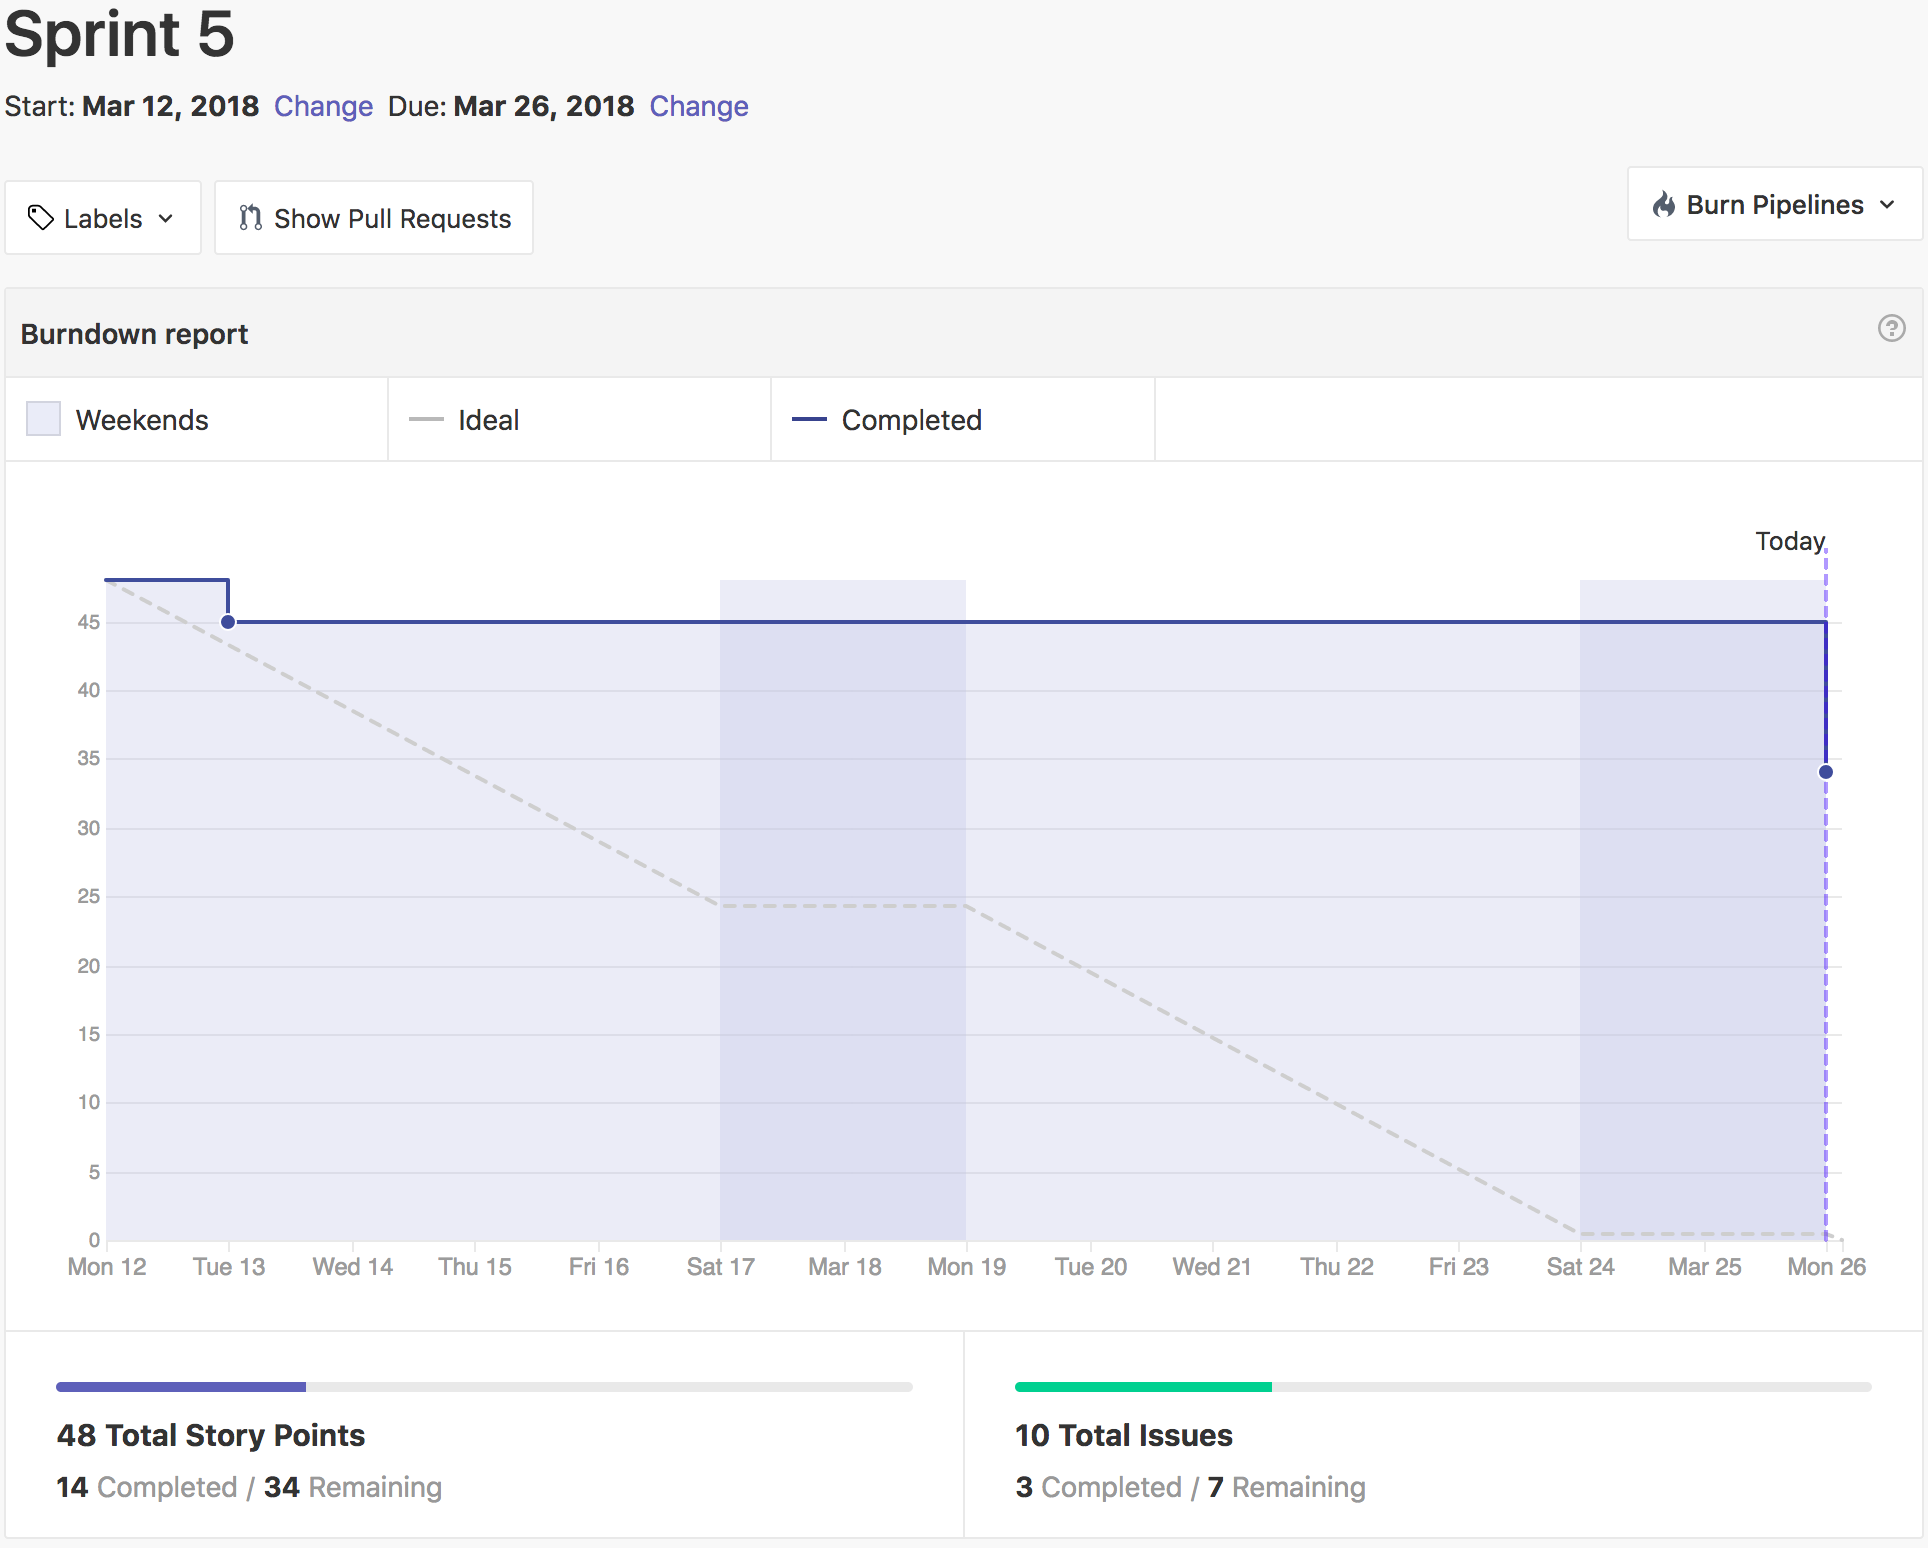 Sprint 5
Start: Mar 12, 2018 Change Due: Mar 26, 2018 Change
Labels Show Pull Requests Burn Pipelines
Burndown report
Weekends Ideal Completed
Today
45
40
35
30
25
20
15
10
5
0
Mon 12 Tue 13 Wed 14 Thu 15 Fri 16 Sat 17 Mar 18 Mon 19 Tue 20 Wed 21 Thu 22 Fri 23 Sat 24 Mar 25 Mon 26
48 Total Story Points
14 Completed / 34 Remaining
10 Total Issues
3 Completed / 7 Remaining